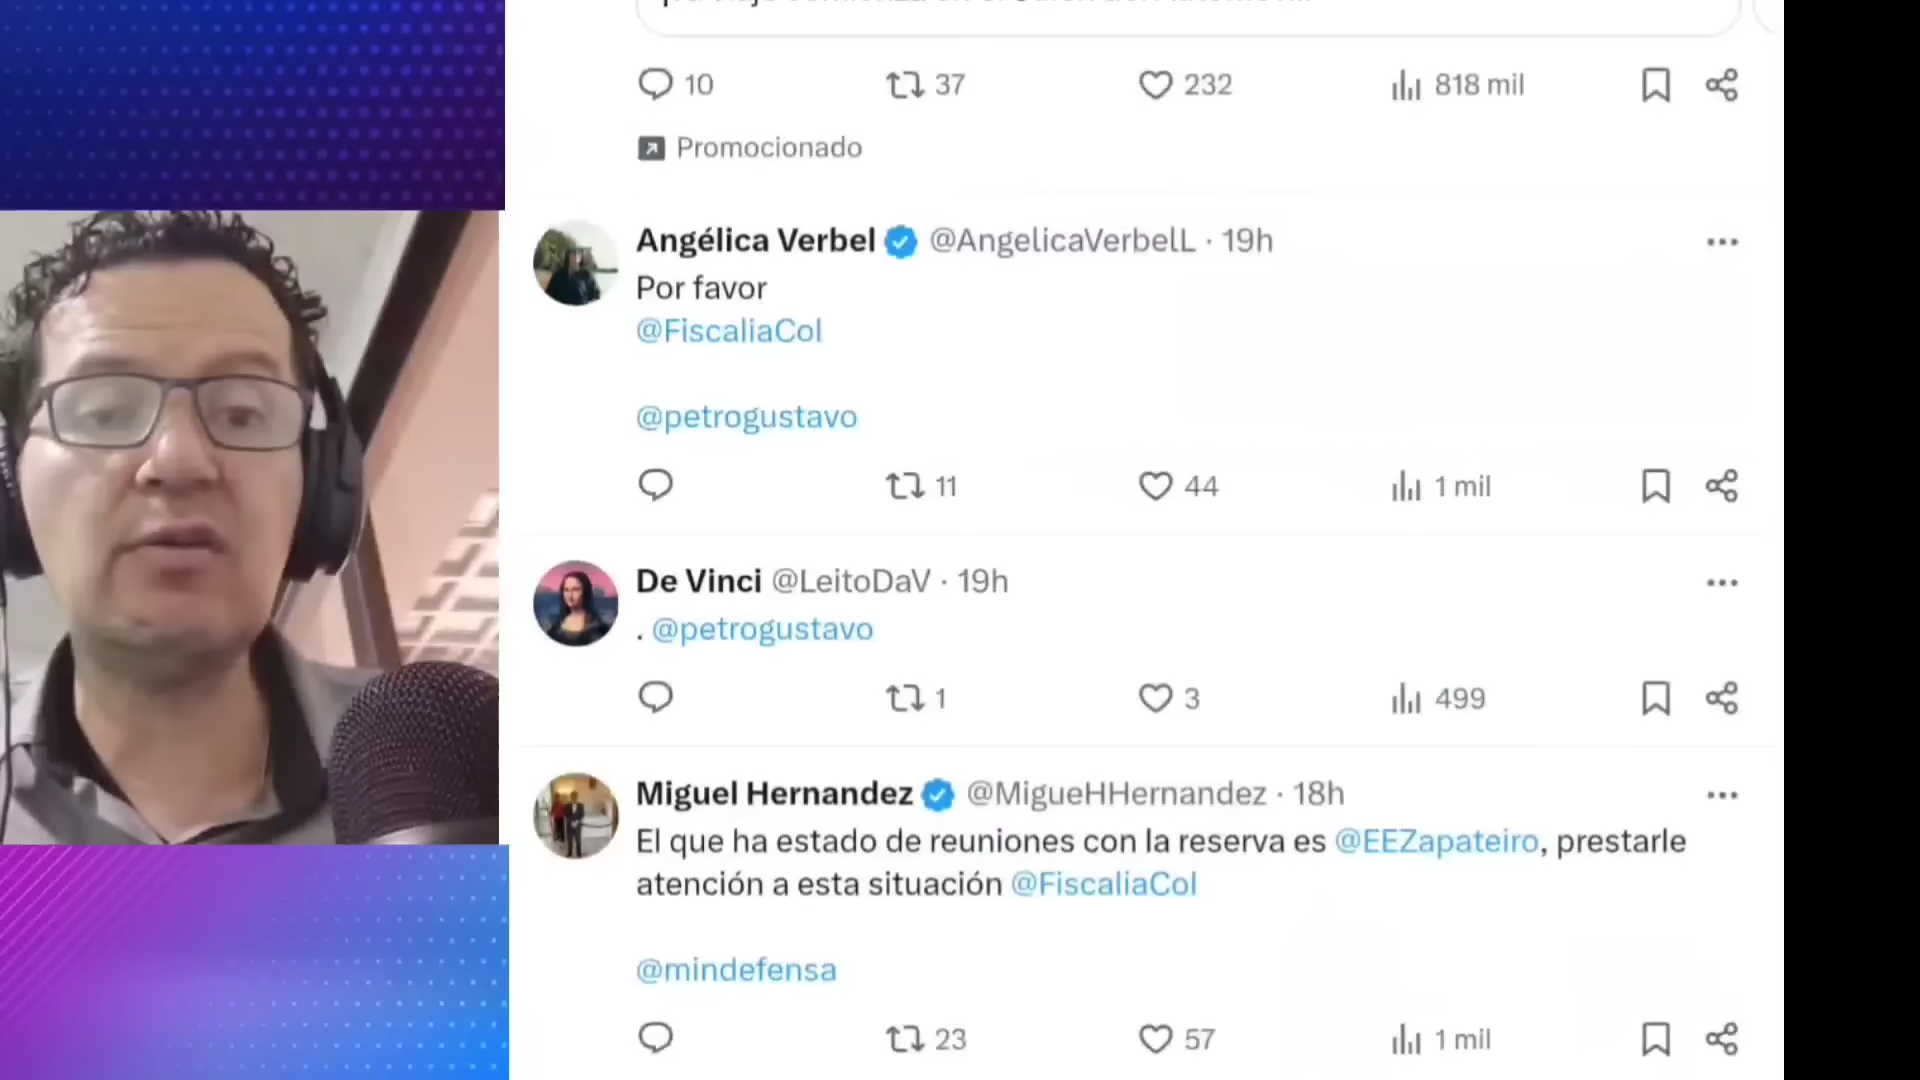 10 37 232 818 mil
Promocionado
Angélica Verbel @AngelicaVerbelL · 19h
Por favor
@FiscaliaCol
@petrogustavo
11 44 1 mil
De Vinci @LeitoDaV · 19h
. @petrogustavo
1 3 499
Miguel Hernandez @MigueHHernandez · 18h
El que ha estado de reuniones con la reserva es @EEZapateiro, prestarle
atención a esta situación @FiscaliaCol
@mindefensa
23 57 1 mil